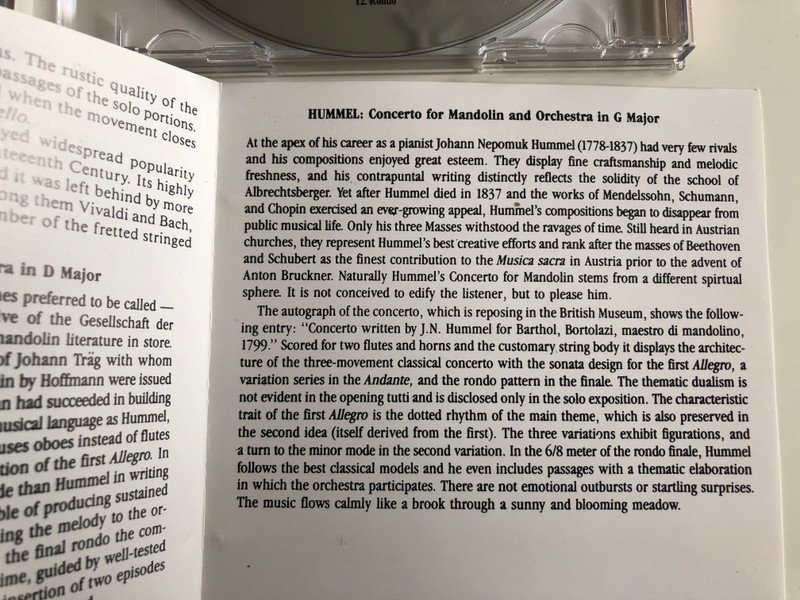 12. Rondo
The rustic quality of the
passages of the solo portions.
when the movement closes
widespread popularity
Century. Its highly
it was left behind by more
them Vivaldi and Bach,
of the fretted stringed
in D Major
preferred to be called —
of the Gesellschaft der
mandolin literature in store.
of Johann Träg with whom
in by Hoffmann were issued
had succeeded in building
musical language as Hummel,
uses oboes instead of flutes
of the first Allegro. In
than Hummel in writing
of producing sustained
the melody to the or-
the final rondo the com-
guided by well-tested
insertion of two episodes
HUMMEL: Concerto for Mandolin and Orchestra in G Major
At the apex of his career as a pianist Johann Nepomuk Hummel (1778-1837) had very few rivals
and his compositions enjoyed great esteem. They display fine craftsmanship and melodic
freshness, and his contrapuntal writing distinctly reflects the solidity of the school of
Albrechtsberger. Yet after Hummel died in 1837 and the works of Mendelssohn, Schumann,
and Chopin exercised an ever-growing appeal, Hummel's compositions began to disappear from
public musical life. Only his three Masses withstood the ravages of time. Still heard in Austrian
churches, they represent Hummel's best creative efforts and rank after the masses of Beethoven
and Schubert as the finest contribution to the Musica sacra in Austria prior to the advent of
Anton Bruckner. Naturally Hummel's Concerto for Mandolin stems from a different spirtual
sphere. It is not conceived to edify the listener, but to please him.
The autograph of the concerto, which is reposing in the British Museum, shows the follow-
ing entry: "Concerto written by J.N. Hummel for Barthol, Bortolazi, maestro di mandolino,
1799." Scored for two flutes and horns and the customary string body it displays the architec-
ture of the three-movement classical concerto with the sonata design for the first Allegro, a
variation series in the Andante, and the rondo pattern in the finale. The thematic dualism is
not evident in the opening tutti and is disclosed only in the solo exposition. The characteristic
trait of the first Allegro is the dotted rhythm of the main theme, which is also preserved in
the second idea (itself derived from the first). The three variations exhibit figurations, and
a turn to the minor mode in the second variation. In the 6/8 meter of the rondo finale, Hummel
follows the best classical models and he even includes passages with a thematic elaboration
in which the orchestra participates. There are not emotional outbursts or startling surprises.
The music flows calmly like a brook through a sunny and blooming meadow.